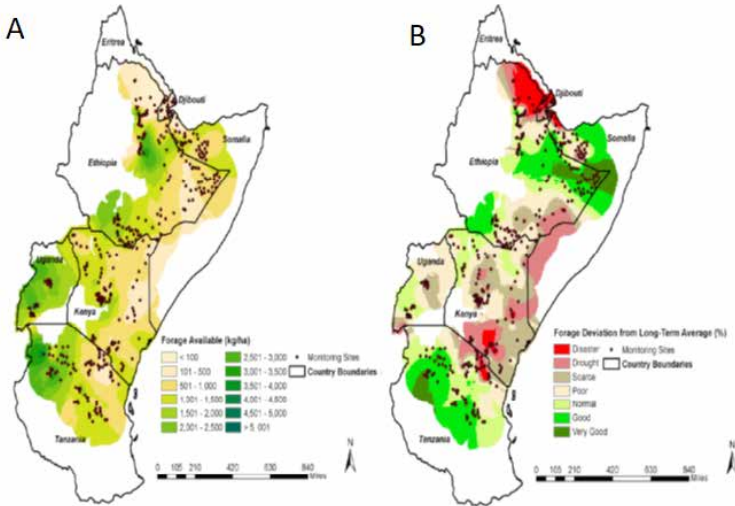 A
Eritrea
Djibouti
Somalia
Ethiopia
Uganda
Kenya
Tanzania
Forage Available (kg/ha)
< 100
101 - 500
501 - 1,000
1,001 - 1,500
1,501 - 2,000
2,001 - 2,500
2,501 - 3,000
3,001 - 3,500
3,501 - 4,000
4,001 - 4,500
4,501 - 5,000
> 5,001
Monitoring Sites
Country Boundaries
N
0 105 210 420 630 840
Miles
B
Eritrea
Djibouti
Somalia
Ethiopia
Uganda
Kenya
Tanzania
Forage Deviation from Long-Term Average (%)
Disaster
Drought
Scarce
Poor
Normal
Good
Very Good
Monitoring Sites
Country Boundaries
N
0 105 210 420 630 840
Miles